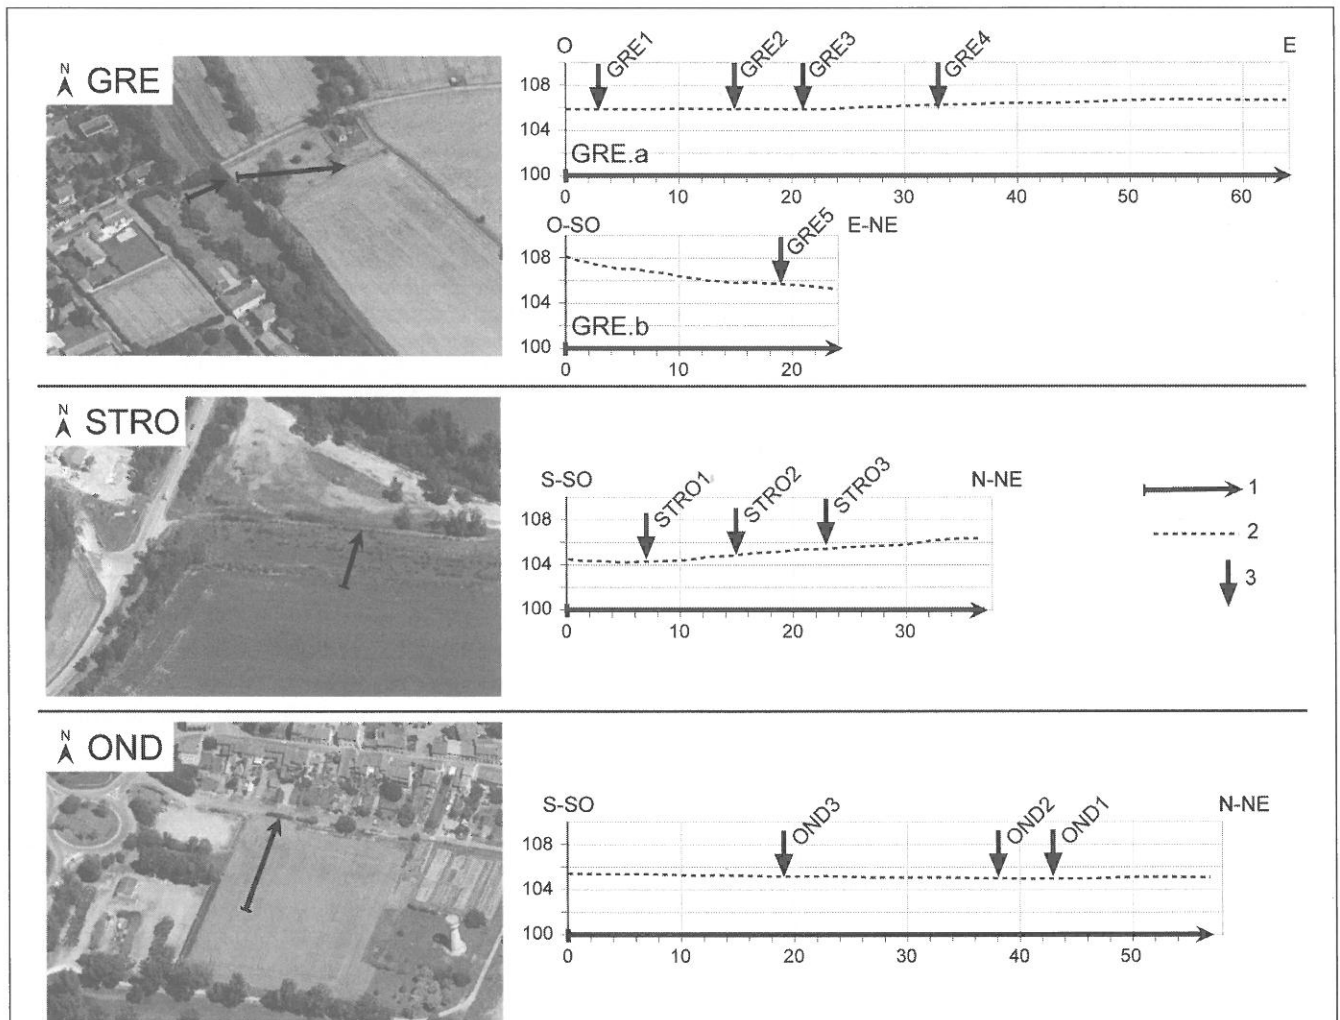 N
GRE
O
E
GRE1
GRE2
GRE3
GRE4
108
104
100
GRE.a
0
10
20
30
40
50
60
O-SO
E-NE
GRE5
108
104
100
GRE.b
0
10
20
N
STRO
S-SO
N-NE
STRO1
STRO2
STRO3
108
104
100
0
10
20
30
1
2
3
N
OND
S-SO
N-NE
OND3
OND2
OND1
108
104
100
0
10
20
30
40
50